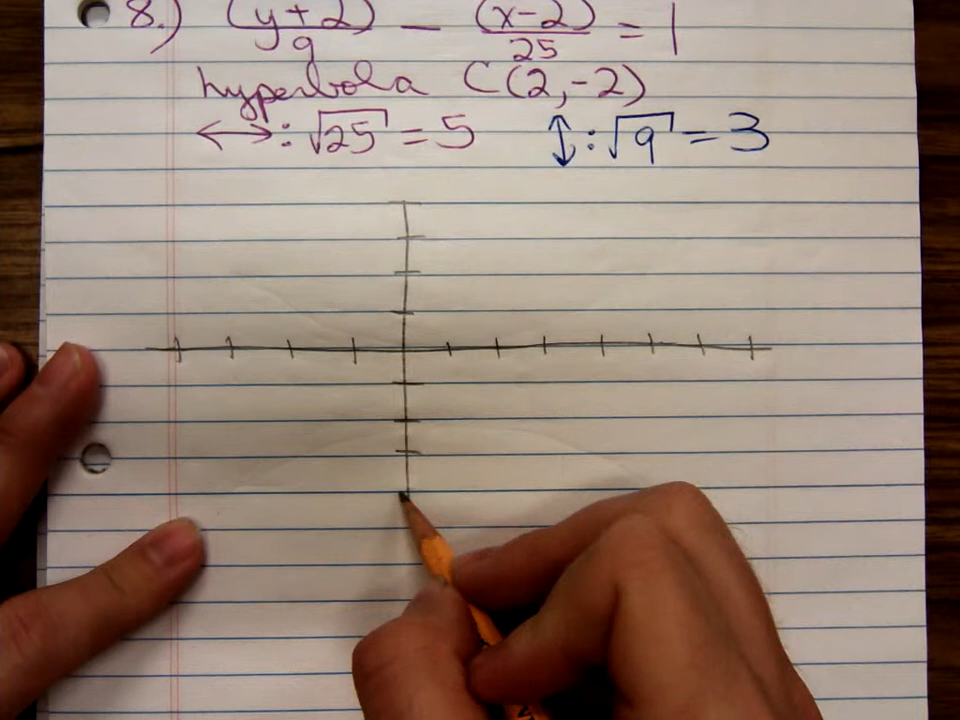 8.) (y+2)/9 − (x−2)/25 = 1
hyperbola C(2,-2)
↔: √25 = 5 ↕: √9 = 3